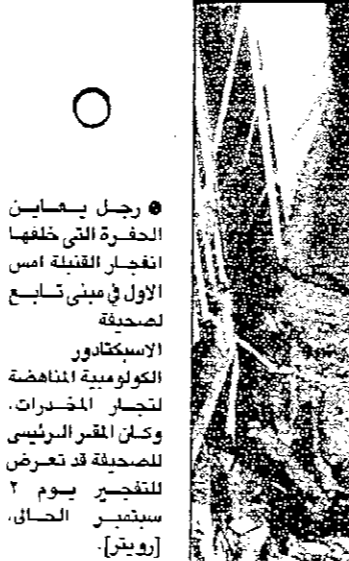 ● رجل يعاين
الحفرة التى خلفها
انفجار القنبلة امس
الاول في مبنى تابع
لصحيفة
الاسبكتادور
الكولومبية المناهضة
لتجار المخدرات،
وكان المقر الرئيسى
للصحيفة قد تعرض
للتفجير يوم ٢
سبتمبر الحالى،
[رويتر].